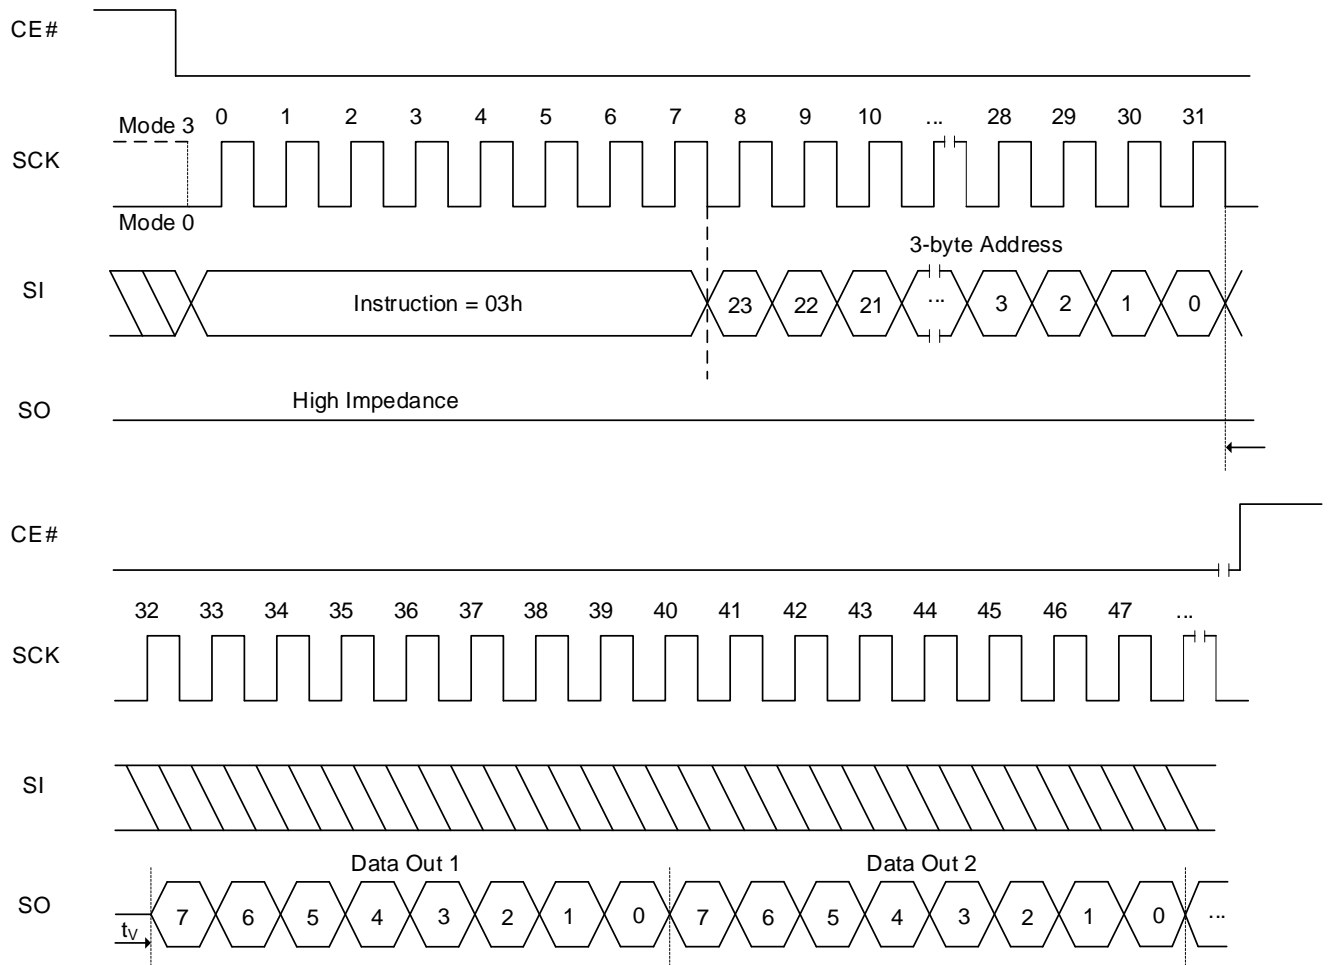 CE#
0 1 2 3 4 5 6 7 8 9 10 ... 28 29 30 31
Mode 3
SCK
Mode 0
3-byte Address
SI
Instruction = 03h 23 22 21 ... 3 2 1 0
High Impedance
SO
CE#
32 33 34 35 36 37 38 39 40 41 42 43 44 45 46 47 ...
SCK
SI
Data Out 1 Data Out 2
SO
7 6 5 4 3 2 1 0 7 6 5 4 3 2 1 0 ...
tV